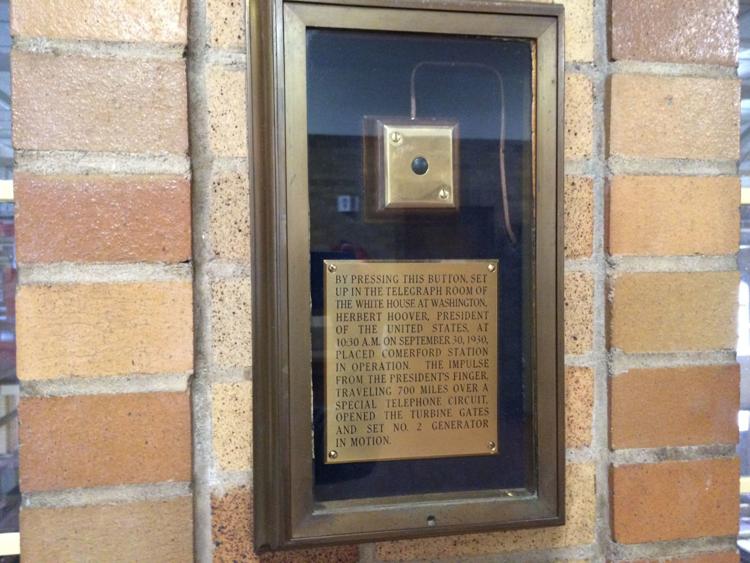 BY PRESSING THIS BUTTON, SET
UP IN THE TELEGRAPH ROOM OF
THE WHITE HOUSE AT WASHINGTON,
HERBERT HOOVER, PRESIDENT
OF THE UNITED STATES, AT
10:30 A.M. ON SEPTEMBER 30, 1930,
PLACED COMERFORD STATION
IN OPERATION. THE IMPULSE
FROM THE PRESIDENT'S FINGER,
TRAVELING 700 MILES OVER A
SPECIAL TELEPHONE CIRCUIT,
OPENED THE TURBINE GATES
AND SET NO. 2 GENERATOR
IN MOTION.